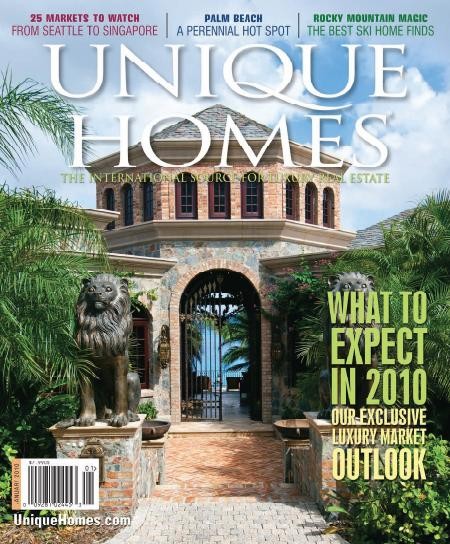 25 MARKETS TO WATCH
FROM SEATTLE TO SINGAPORE
PALM BEACH
A PERENNIAL HOT SPOT
ROCKY MOUNTAIN MAGIC
THE BEST SKI HOME FINDS
UNIQUE
HOMES
THE INTERNATIONAL SOURCE FOR LUXURY REAL ESTATE
WHAT TO
EXPECT
IN 2010
OUR EXCLUSIVE
LUXURY MARKET
OUTLOOK
01>
UniqueHomes.com